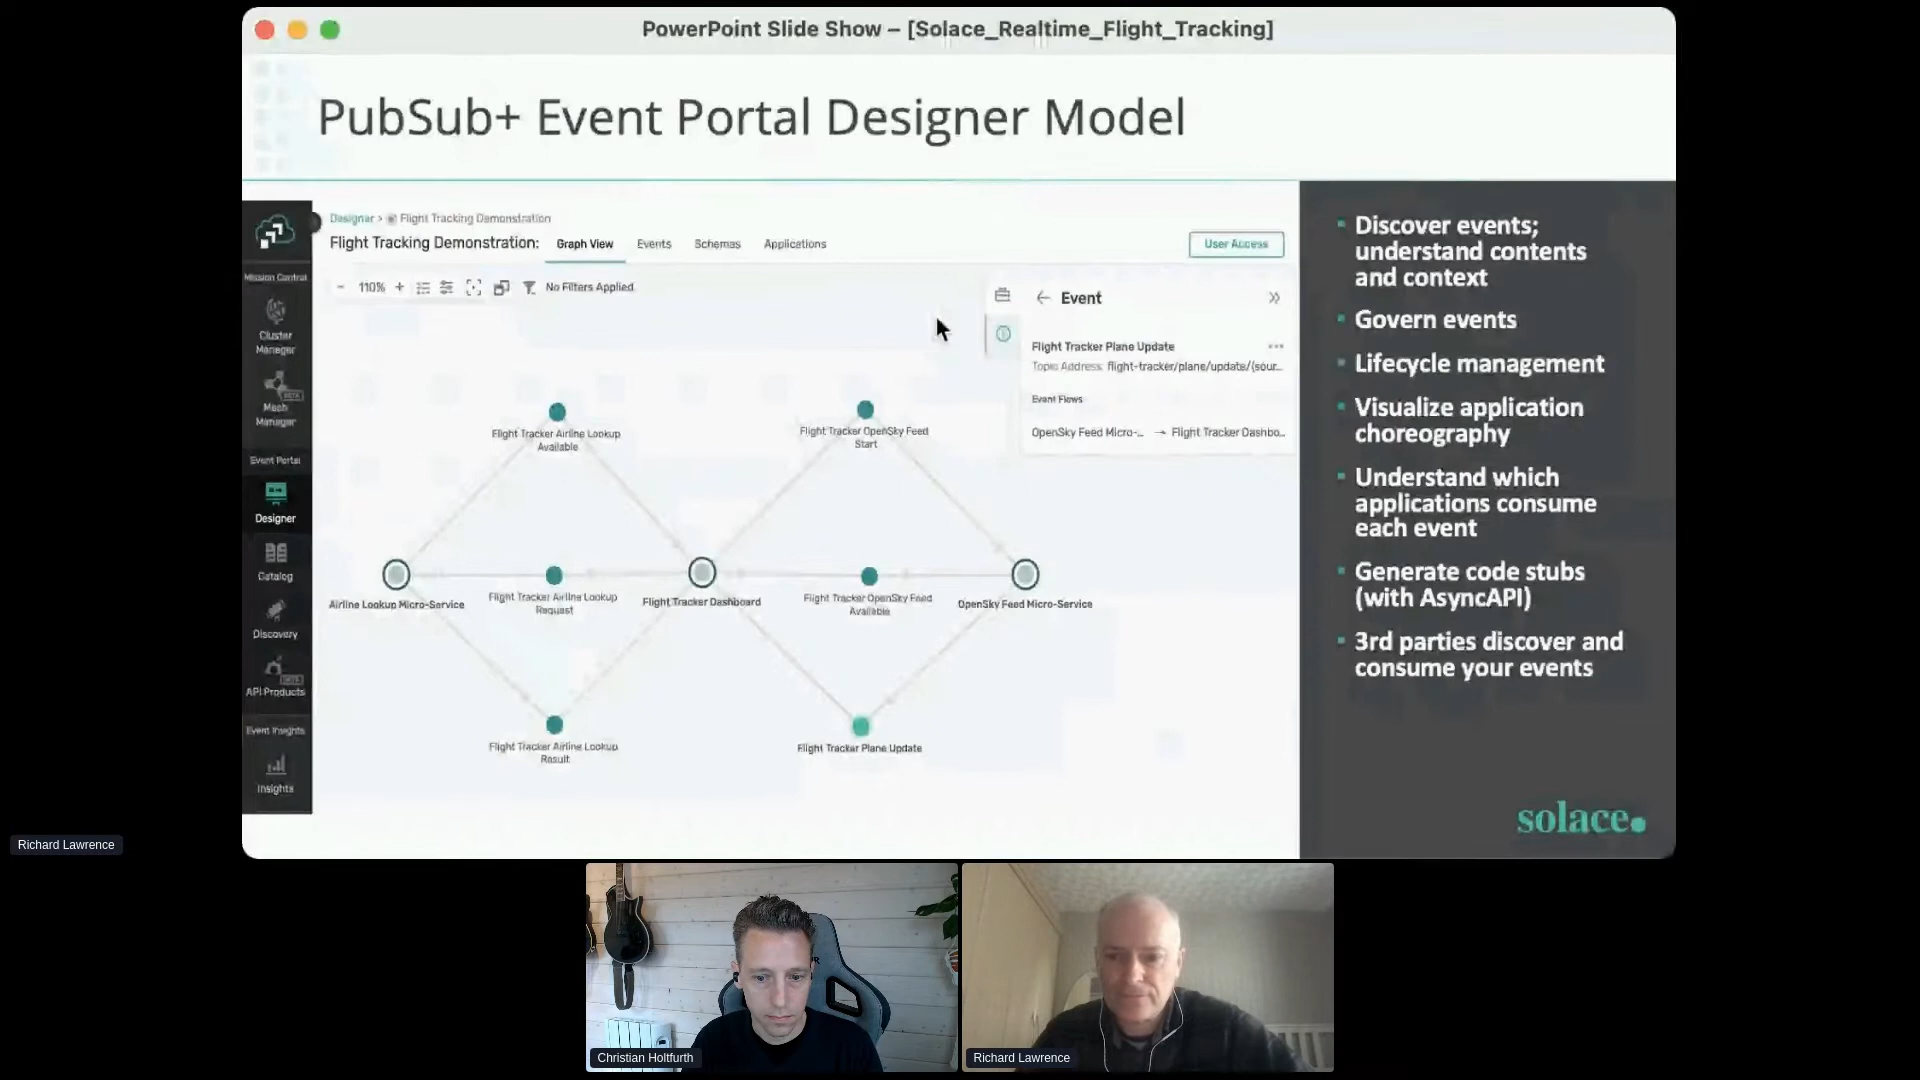 PowerPoint Slide Show – [Solace_Realtime_Flight_Tracking]
PubSub+ Event Portal Designer Model
Designer > Flight Tracking Demonstration
Flight Tracking Demonstration:
Graph View
Events
Schemas
Applications
User Access
− 110% +
No Filters Applied
Mission Control
Cluster
Manager
BETA
Mesh
Manager
Event Portal
Designer
Catalog
Discovery
BETA
API Products
Event Insights
Insights
Event
Flight Tracker Plane Update
Topic Address: flight-tracker/plane/update/{sour...
Event Flows
OpenSky Feed Micro-... → Flight Tracker Dashbo...
Flight Tracker Airline Lookup
Available
Flight Tracker OpenSky Feed
Start
Airline Lookup Micro-Service
Flight Tracker Airline Lookup
Request
Flight Tracker Dashboard
Flight Tracker OpenSky Feed
Available
OpenSky Feed Micro-Service
Flight Tracker Airline Lookup
Result
Flight Tracker Plane Update
Discover events;
understand contents
and context
Govern events
Lifecycle management
Visualize application
choreography
Understand which
applications consume
each event
Generate code stubs
(with AsyncAPI)
3rd parties discover and
consume your events
solace.
Richard Lawrence
Christian Holtfurth
Richard Lawrence